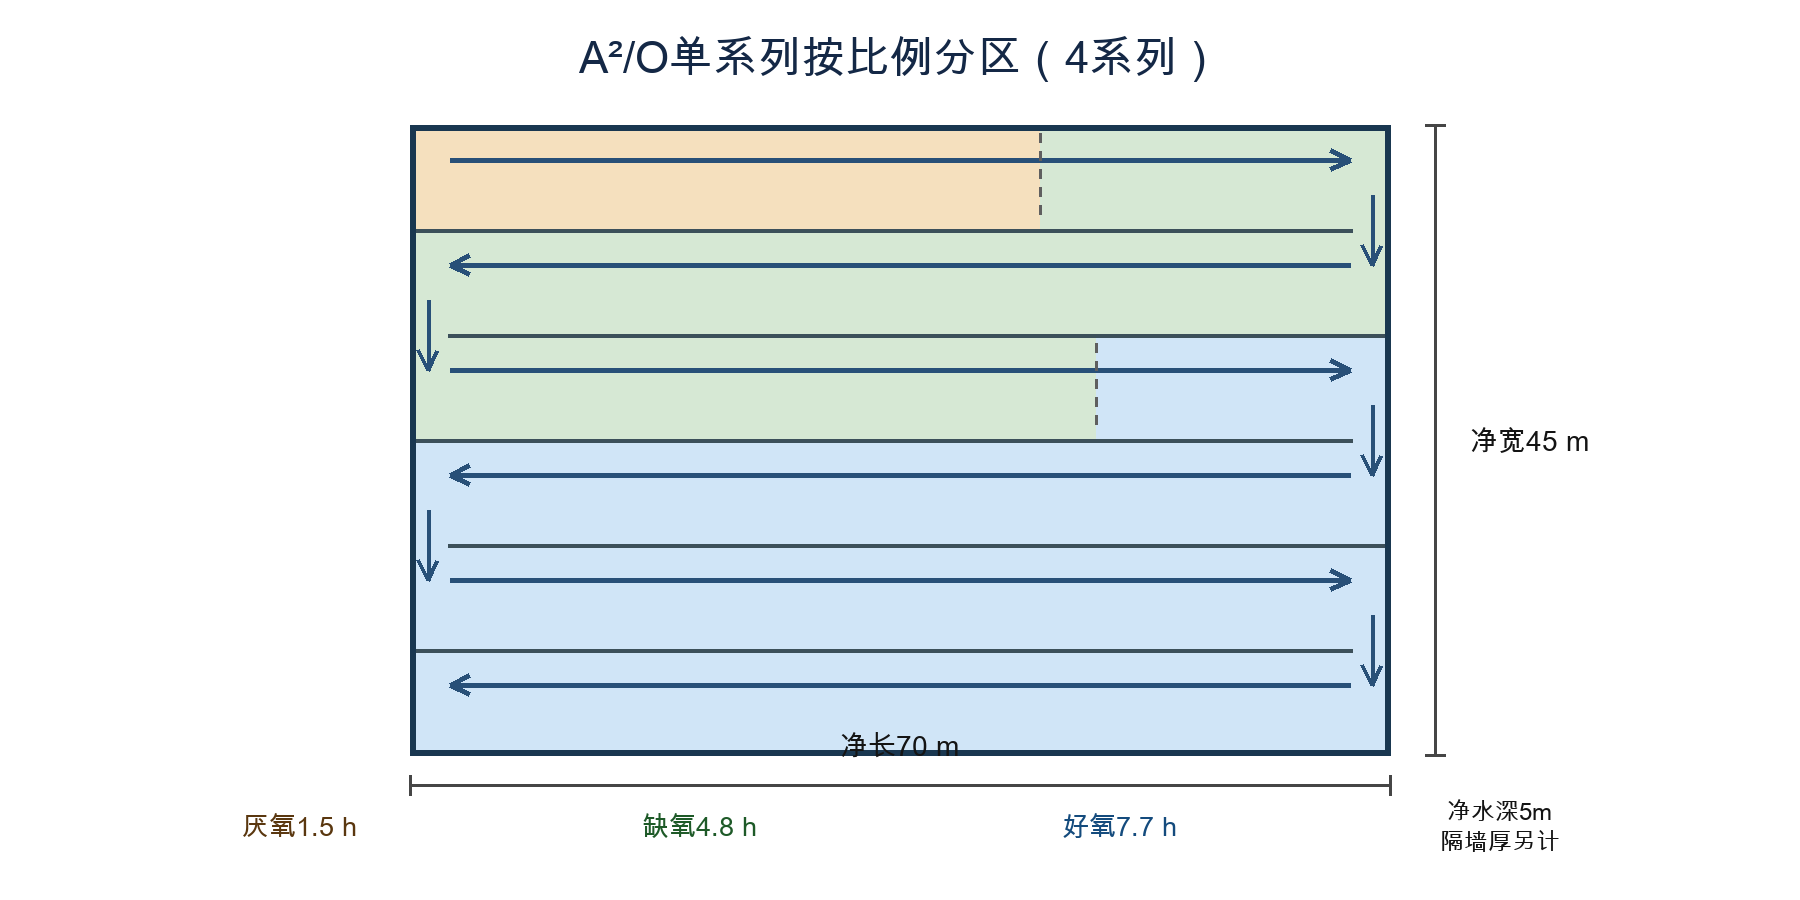 A²/O单系列按比例分区（4系列）
净宽45 m
净长70 m
厌氧1.5 h
缺氧4.8 h
好氧7.7 h
净水深5m
隔墙厚另计